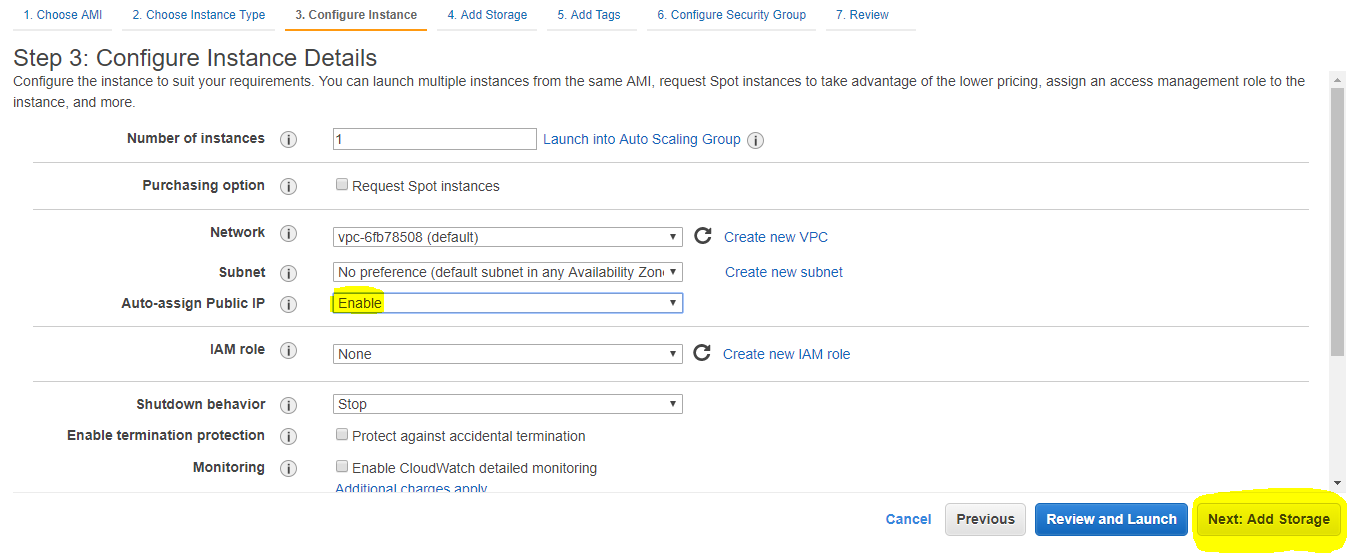 1. Choose AMI 2. Choose Instance Type 3. Configure Instance 4. Add Storage 5. Add Tags 6. Configure Security Group 7. Review
Step 3: Configure Instance Details
Configure the instance to suit your requirements. You can launch multiple instances from the same AMI, request Spot instances to take advantage of the lower pricing, assign an access management role to the
instance, and more.
Number of instances i 1 Launch into Auto Scaling Group i
Purchasing option i Request Spot instances
Network i vpc-6fb78508 (default) Create new VPC
Subnet i No preference (default subnet in any Availability Zon Create new subnet
Auto-assign Public IP i Enable
IAM role i None Create new IAM role
Shutdown behavior i Stop
Enable termination protection i Protect against accidental termination
Monitoring i Enable CloudWatch detailed monitoring
Additional charges apply
Cancel Previous Review and Launch Next: Add Storage